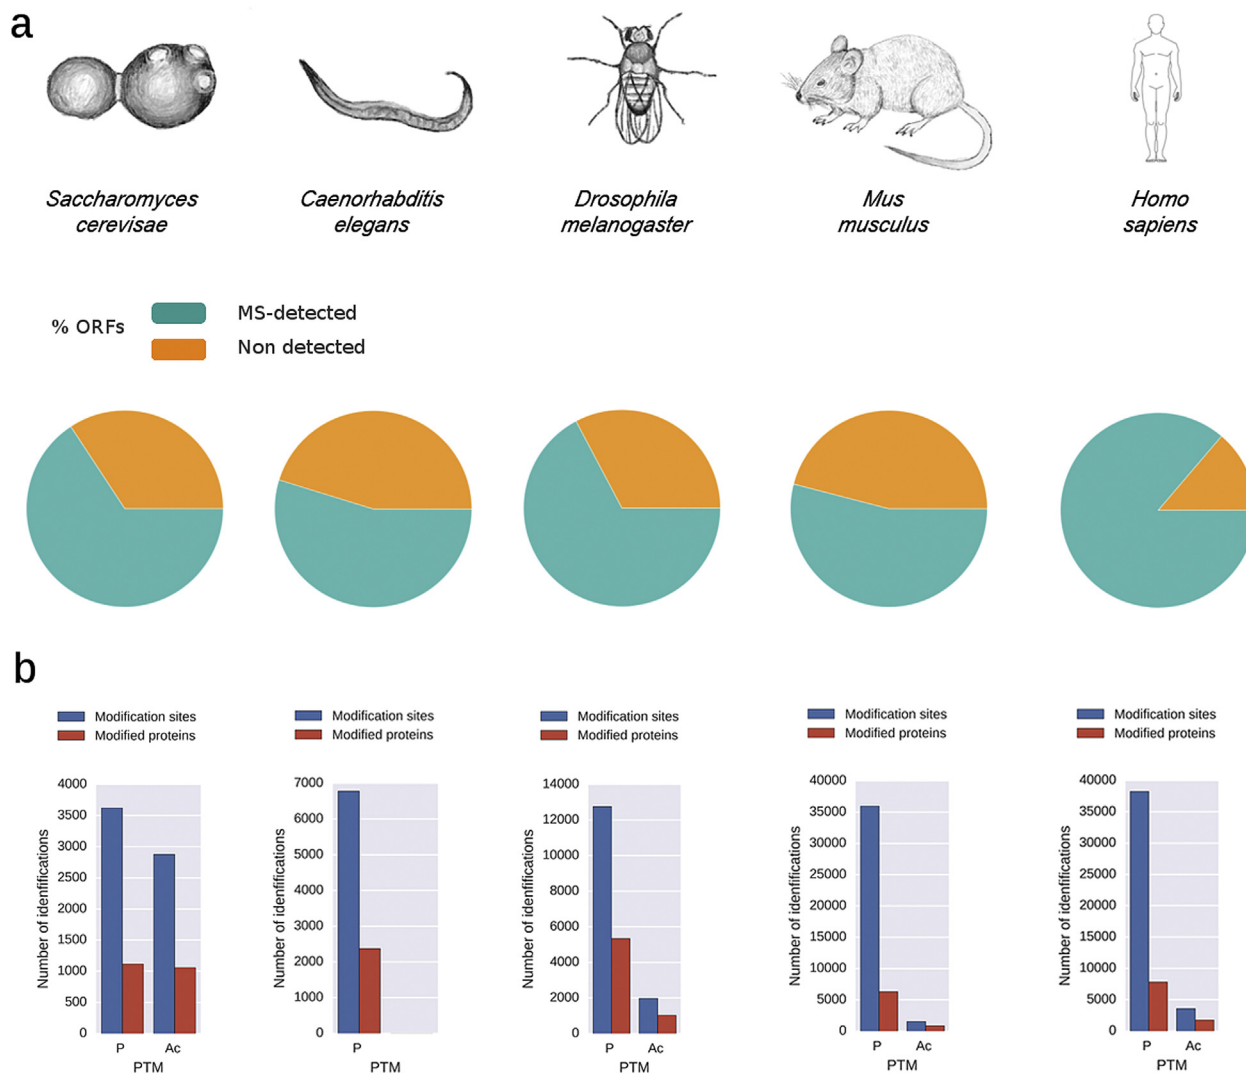 a
Saccharomyces
cerevisae
Caenorhabditis
elegans
Drosophila
melanogaster
Mus
musculus
Homo
sapiens
% ORFs
MS-detected
Non detected
b
Modification sites
Modified proteins
Number of idenfifications
4000
3500
3000
2500
2000
1500
1000
500
0
P Ac
PTM
Modification sites
Modified proteins
Number of idenfifications
7000
6000
5000
4000
3000
2000
1000
0
P
PTM
Modification sites
Modified proteins
Number of idenfifications
14000
12000
10000
8000
6000
4000
2000
0
P Ac
PTM
Modification sites
Modified proteins
Number of idenfifications
40000
35000
30000
25000
20000
15000
10000
5000
0
P Ac
PTM
Modification sites
Modified proteins
Number of idenfifications
40000
35000
30000
25000
20000
15000
10000
5000
0
P Ac
PTM